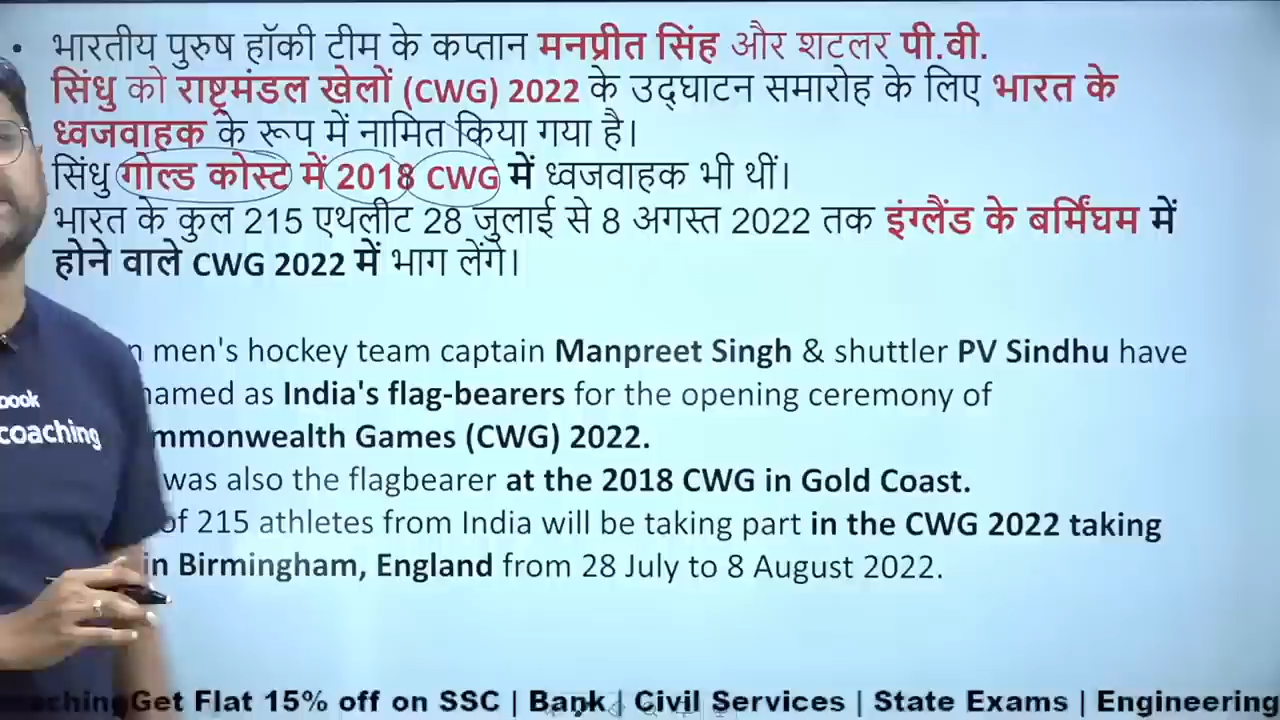 • भारतीय पुरुष हॉकी टीम के कप्तान मनप्रीत सिंह और शटलर पी.वी.
सिंधु को राष्ट्रमंडल खेलों (CWG) 2022 के उद्घाटन समारोह के लिए भारत के
ध्वजवाहक के रूप में नामित किया गया है।
सिंधु गोल्ड कोस्ट में 2018 CWG में ध्वजवाहक भी थीं।
भारत के कुल 215 एथलीट 28 जुलाई से 8 अगस्त 2022 तक इंग्लैंड के बर्मिंघम में
होने वाले CWG 2022 में भाग लेंगे।
men's hockey team captain Manpreet Singh & shuttler PV Sindhu have
named as India's flag-bearers for the opening ceremony of
mmonwealth Games (CWG) 2022.
was also the flagbearer at the 2018 CWG in Gold Coast.
of 215 athletes from India will be taking part in the CWG 2022 taking
in Birmingham, England from 28 July to 8 August 2022.
book
coaching
Get Flat 15% off on SSC | Bank | Civil Services | State Exams | Engineering